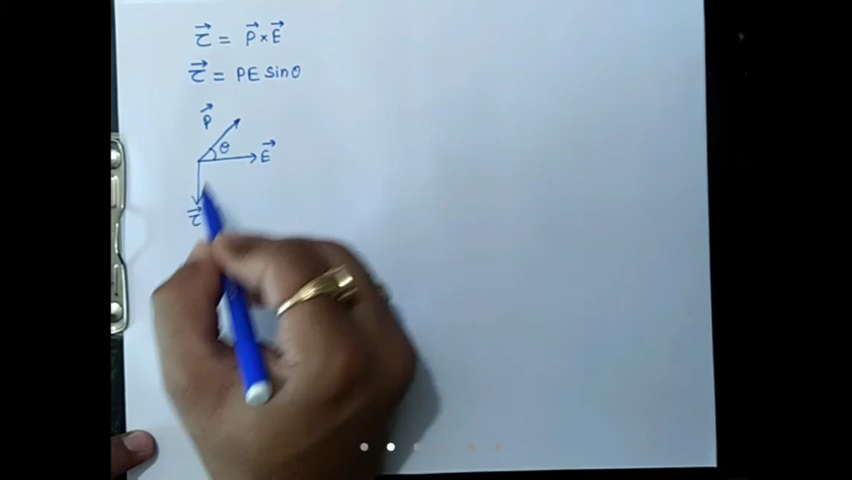 τ⃗ = P⃗ × E⃗
τ⃗ = PE sinθ
P⃗
θ
E⃗
τ⃗